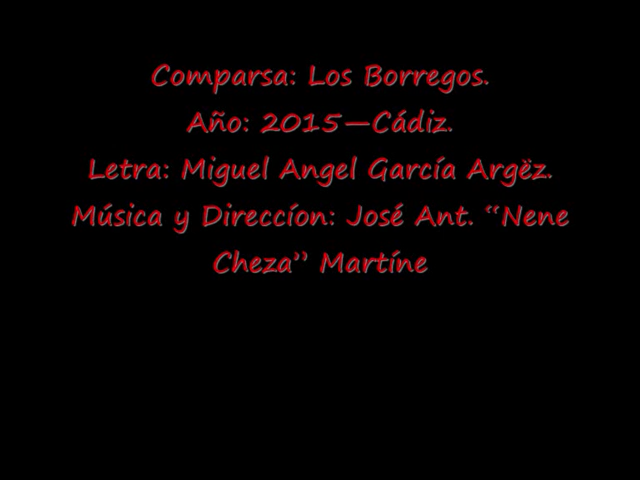 Comparsa: Los Borregos.
Año: 2015—Cádiz.
Letra: Miguel Angel García Argëz.
Música y Direccíon: José Ant. “Nene
Cheza” Martíne